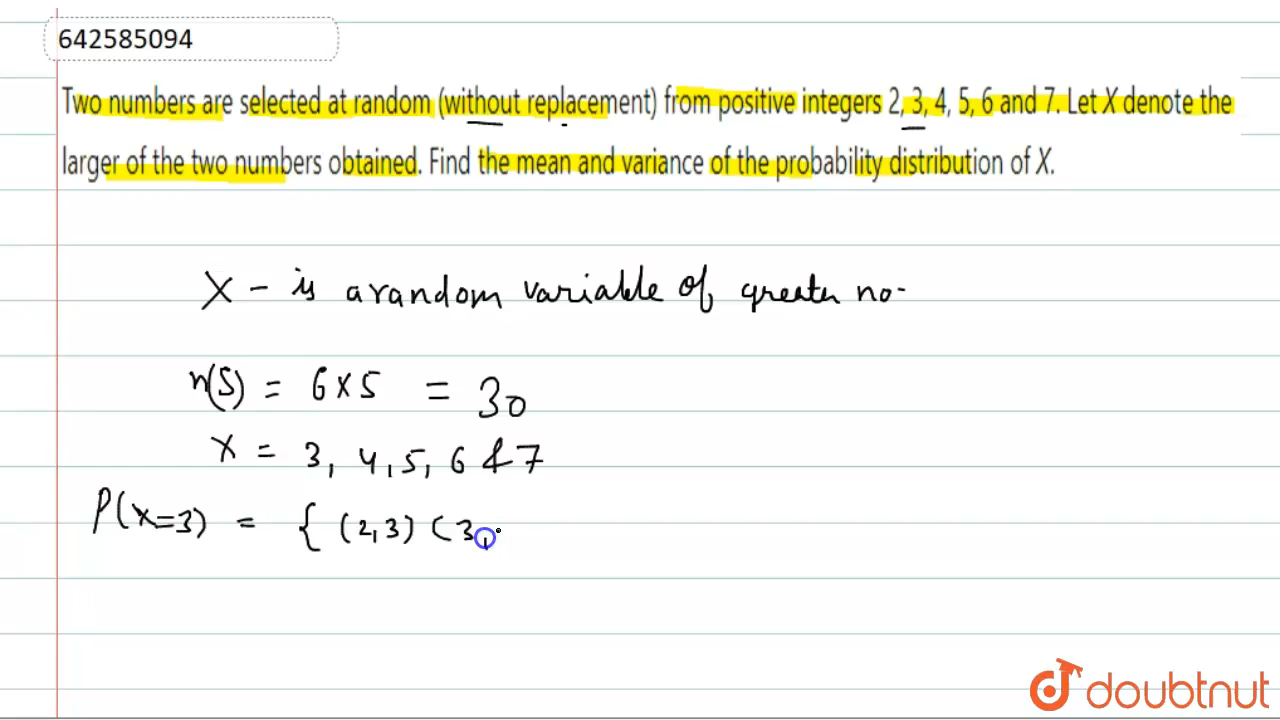 642585094
Two numbers are selected at random (without replacement) from positive integers 2, 3, 4, 5, 6 and 7. Let X denote the
larger of the two numbers obtained. Find the mean and variance of the probability distribution of X.
X - is a random variable of greater no.
n(S) = 6 x 5 = 30
X = 3, 4, 5, 6 & 7
P(X=3) = { (2,3) (3,
doubtnut